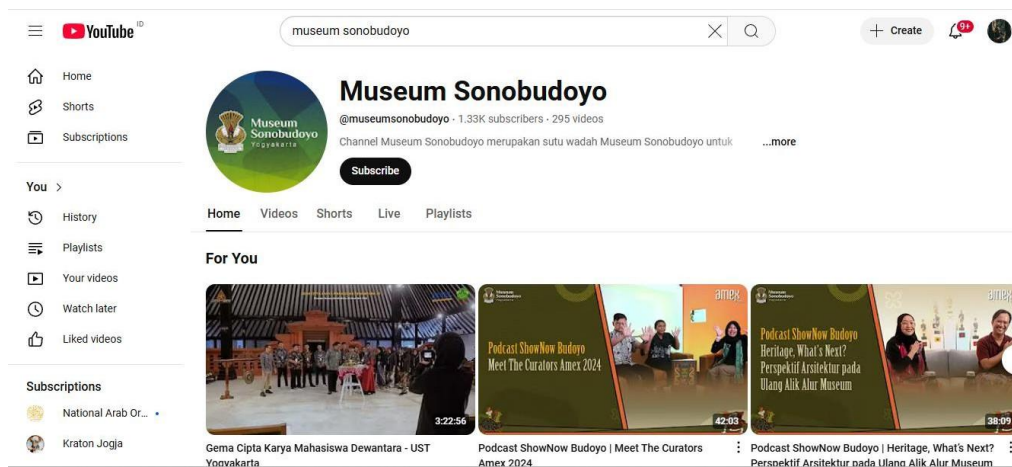 YouTube ID
museum sonobudoyo
Create
9+
Home
Shorts
Subscriptions
You
History
Playlists
Your videos
Watch later
Liked videos
Subscriptions
National Arab Or...
Kraton Jogja
Museum
Sonobudoyo
Yogyakarta
Museum Sonobudoyo
@museumsonobudoyo · 1.33K subscribers · 295 videos
Channel Museum Sonobudoyo merupakan sutu wadah Museum Sonobudoyo untuk ...more
Subscribe
Home Videos Shorts Live Playlists
For You
3:22:56
Gema Cipta Karya Mahasiswa Dewantara - UST
Yogyakarta
Museum
Sonobudoyo
amex
Podcast ShowNow Budoyo
Meet The Curators Amex 2024
42:03
Podcast ShowNow Budoyo | Meet The Curators
Amex 2024
Museum
Sonobudoyo
amex
Podcast ShowNow Budoyo
Heritage, What's Next?
Perspektif Arsitektur pada
Ulang Alik Alur Museum
38:09
Podcast ShowNow Budoyo | Heritage, What's Next?
Perspektif Arsitektur pada Ulang Alik Alur Museum